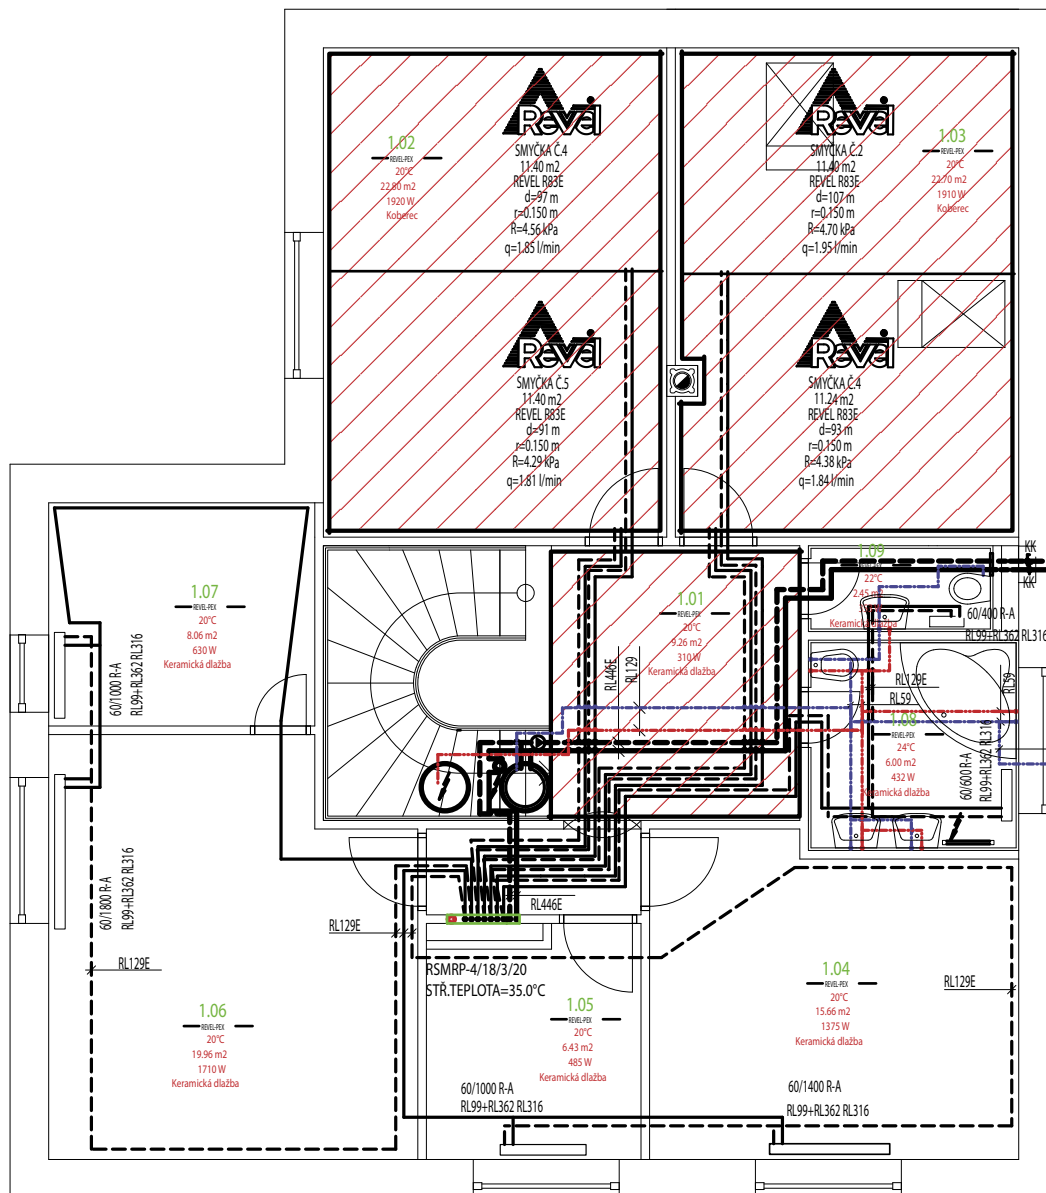 Revel
SMYČKA Č.4
11.40 m2
REVEL R83E
d=97 m
r=0.150 m
R=4.56 kPa
q=1.85 l/min
1.02
REVEL-PEX
20°C
22.80 m2
1920 W
Koberec
Revel
SMYČKA Č.2
11.40 m2
REVEL R83E
d=107 m
r=0.150 m
R=4.70 kPa
q=1.95 l/min
1.03
REVEL-PEX
20°C
22.70 m2
1910 W
Koberec
Revel
SMYČKA Č.5
11.40 m2
REVEL R83E
d=91 m
r=0.150 m
R=4.29 kPa
q=1.81 l/min
Revel
SMYČKA Č.4
11.24 m2
REVEL R83E
d=93 m
r=0.150 m
R=4.38 kPa
q=1.84 l/min
1.07
REVEL-PEX
20°C
8.06 m2
630 W
Keramická dlažba
60/1000 R-A
RL99+RL362 RL316
1.01
REVEL-PEX
20°C
9.26 m2
310 W
Keramická dlažba
RL446E
RL129
1.09
22°C
2.45 m2
Keramická dlažba
KK
KK
60/400 R-A
RL99+RL362 RL316
RL129E
RL59
RL59
1.08
REVEL-PEX
24°C
6.00 m2
432 W
Keramická dlažba
60/600 R-A
RL99+RL362 RL316
60/1800 R-A
RL99+RL362 RL316
RL129E
RL129E
RL446E
RSMRP-4/18/3/20
STŘ.TEPLOTA=35.0°C
1.06
REVEL-PEX
20°C
19.96 m2
1710 W
Keramická dlažba
1.05
REVEL-PEX
20°C
6.43 m2
485 W
Keramická dlažba
60/1000 R-A
RL99+RL362 RL316
1.04
REVEL-PEX
20°C
15.66 m2
1375 W
Keramická dlažba
RL129E
60/1400 R-A
RL99+RL362 RL316